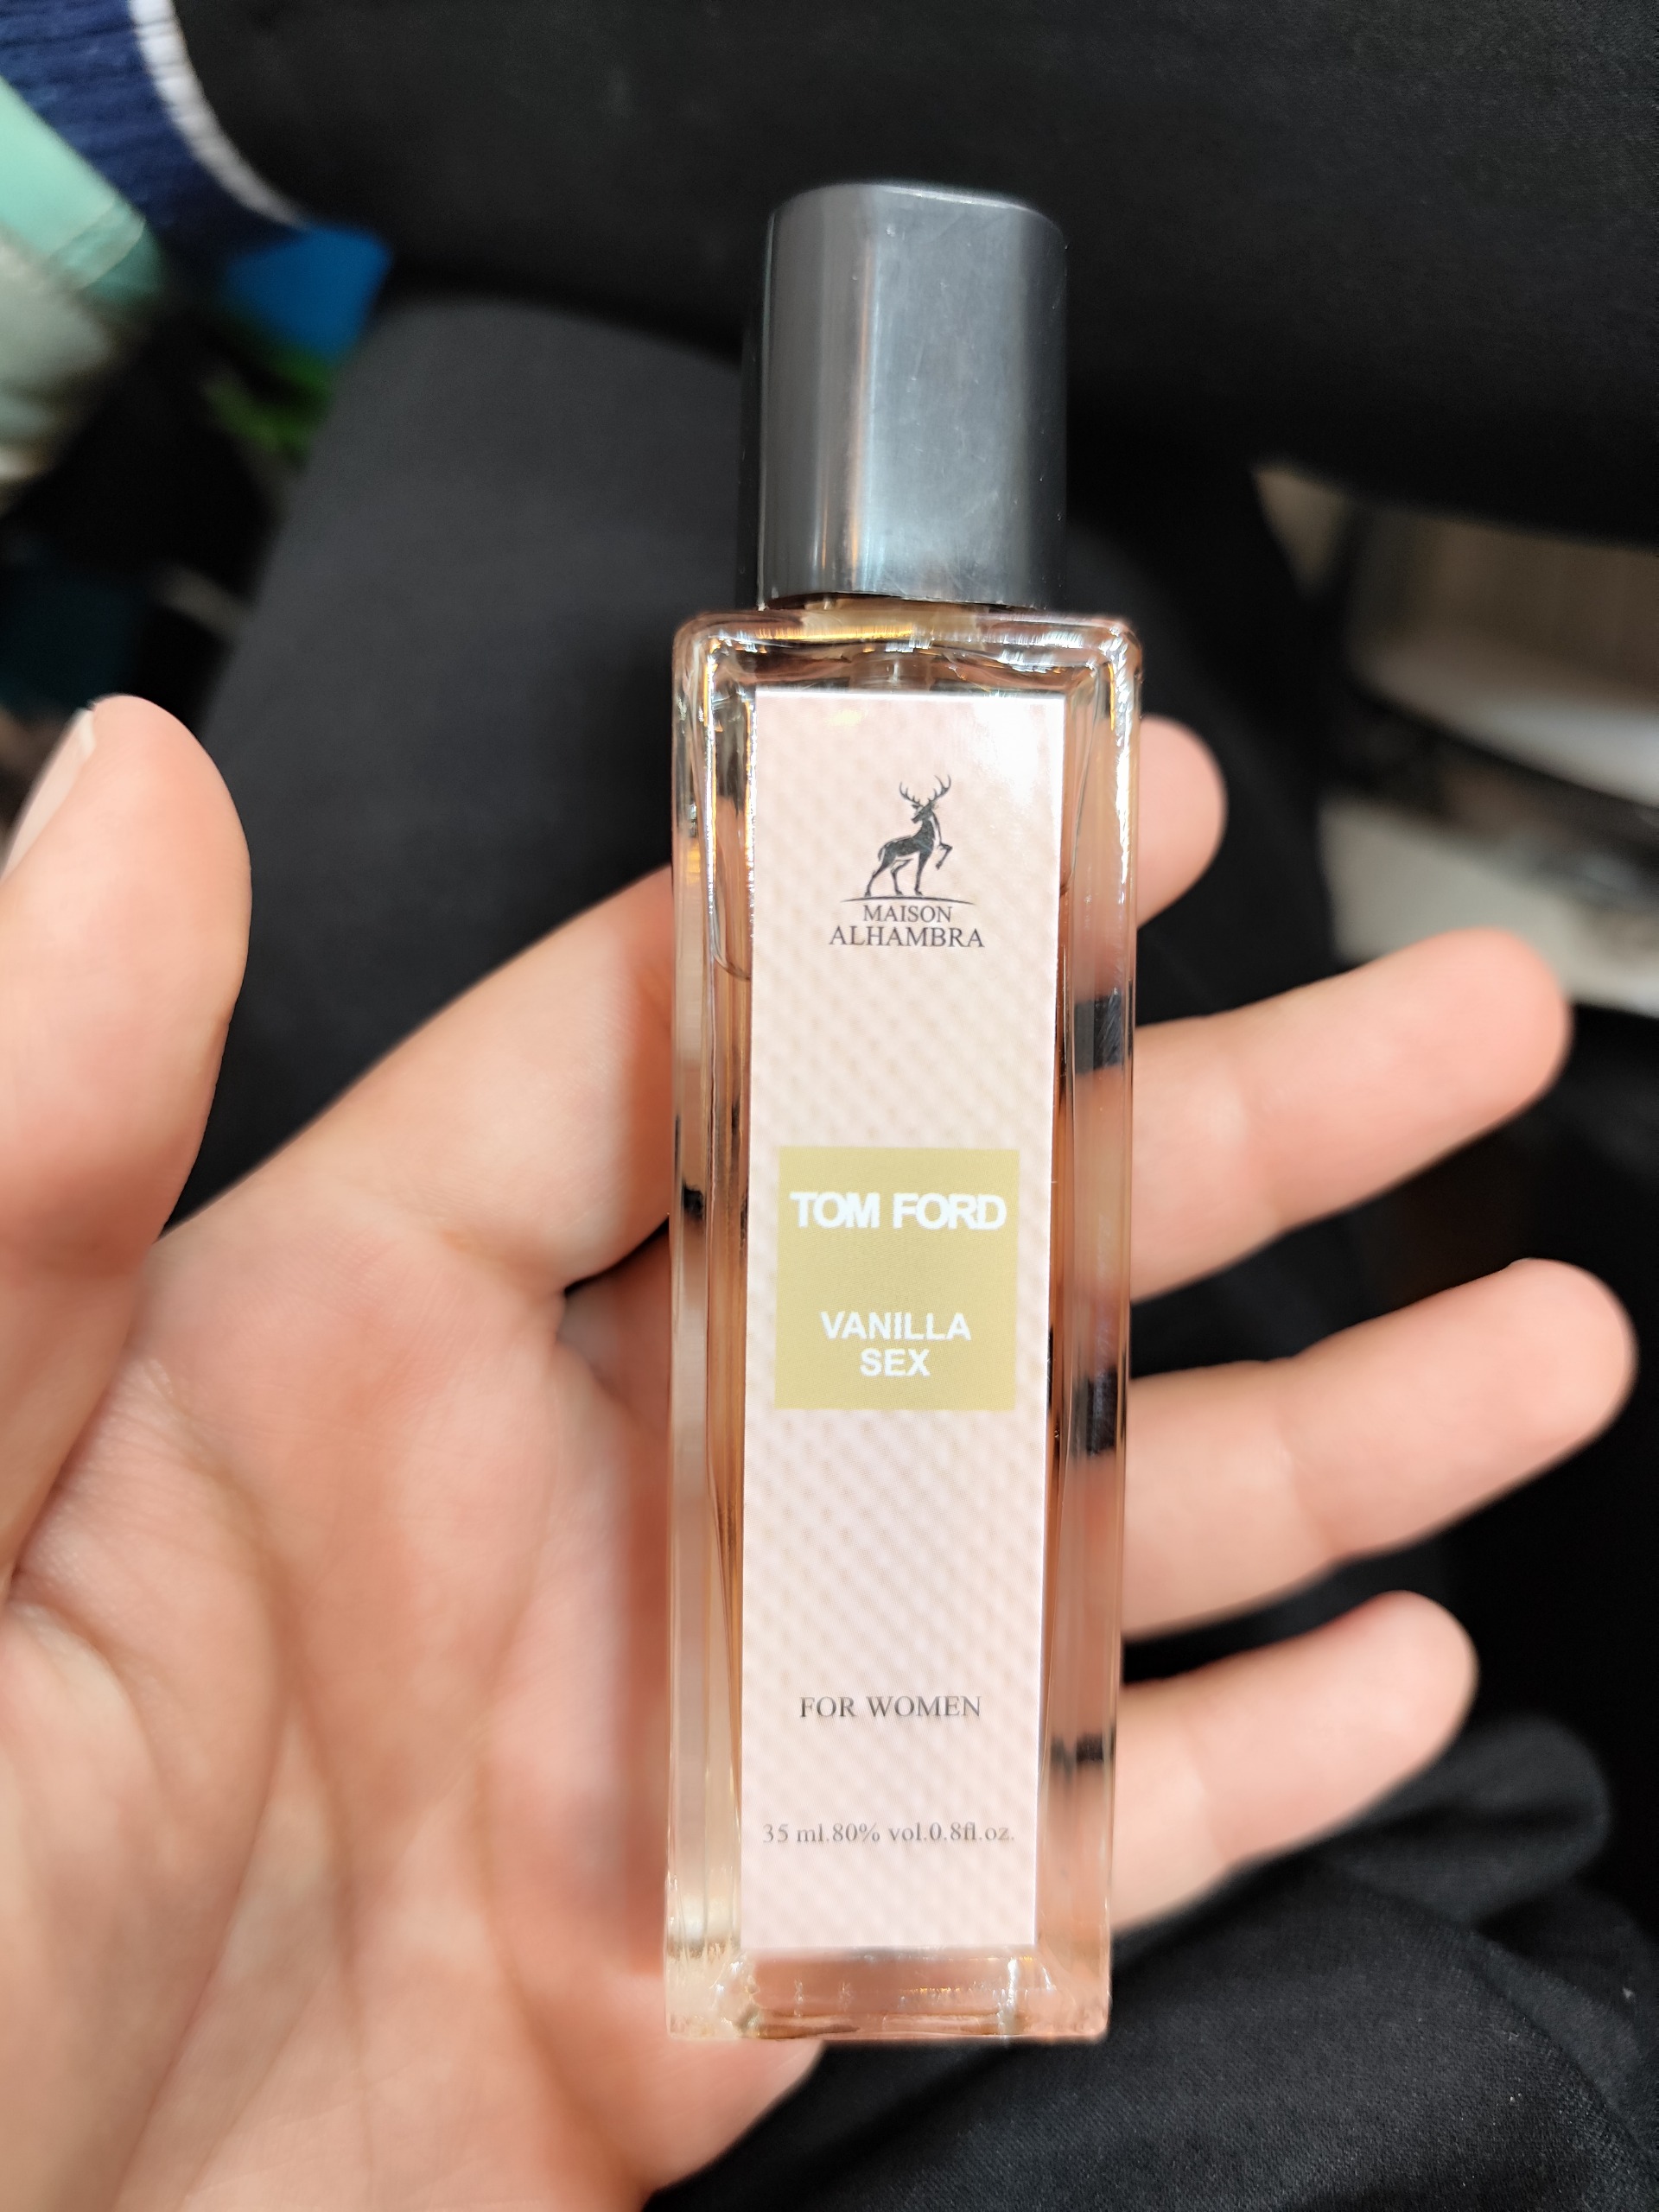 MAISON
ALHAMBRA
TOM FORD
VANILLA
SEX
FOR WOMEN
35 ml.80% vol.0.8fl.oz.